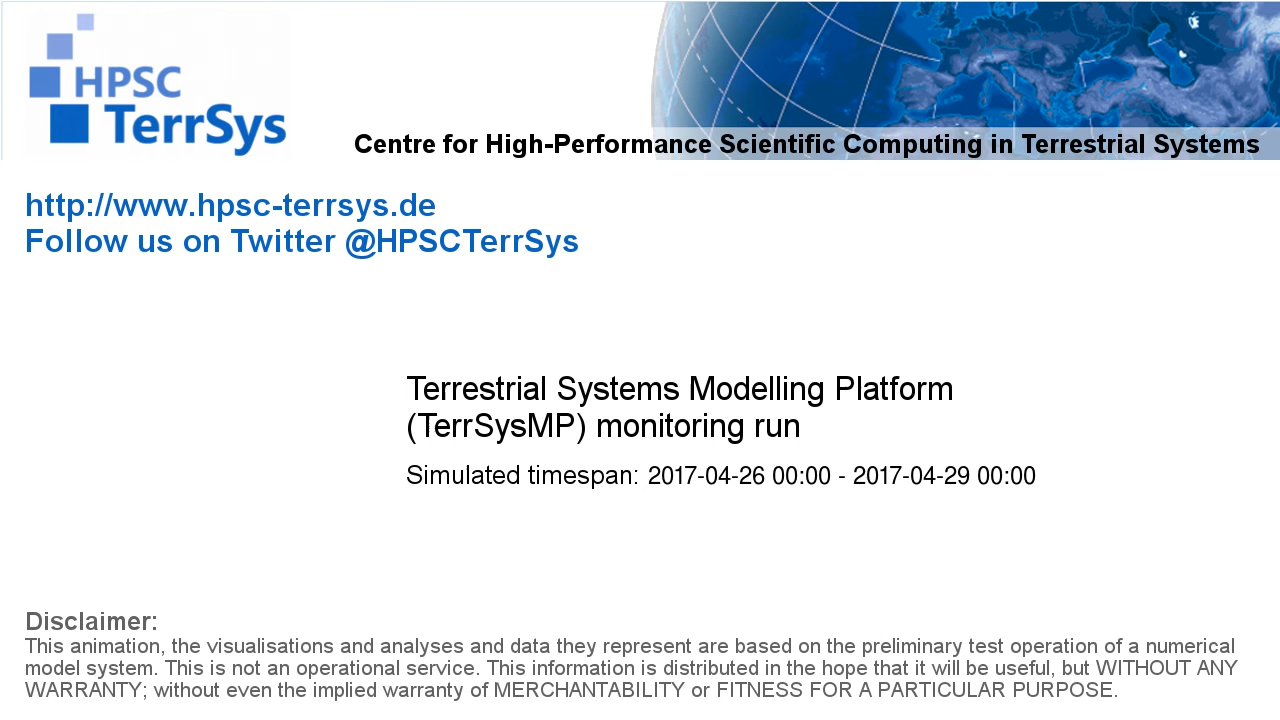 HPSC
TerrSys
Centre for High-Performance Scientific Computing in Terrestrial Systems
http://www.hpsc-terrsys.de
Follow us on Twitter @HPSCTerrSys
Terrestrial Systems Modelling Platform
(TerrSysMP) monitoring run
Simulated timespan: 2017-04-26 00:00 - 2017-04-29 00:00
Disclaimer:
This animation, the visualisations and analyses and data they represent are based on the preliminary test operation of a numerical
model system. This is not an operational service. This information is distributed in the hope that it will be useful, but WITHOUT ANY
WARRANTY; without even the implied warranty of MERCHANTABILITY or FITNESS FOR A PARTICULAR PURPOSE.